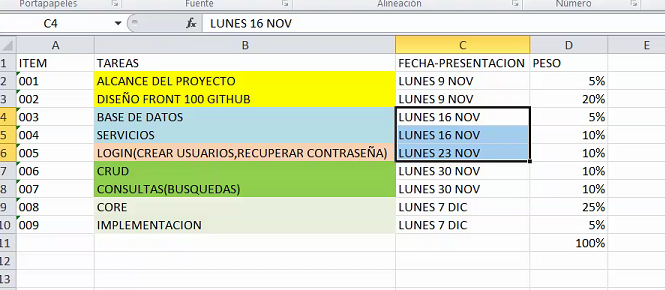 Portapapeles Fuente Alineación Número
C4 fx LUNES 16 NOV
A B C D E
1 ITEM TAREAS FECHA-PRESENTACION PESO
2 001 ALCANCE DEL PROYECTO LUNES 9 NOV 5%
3 002 DISEÑO FRONT 100 GITHUB LUNES 9 NOV 20%
4 003 BASE DE DATOS LUNES 16 NOV 5%
5 004 SERVICIOS LUNES 16 NOV 10%
6 005 LOGIN(CREAR USUARIOS,RECUPERAR CONTRASEÑA) LUNES 23 NOV 10%
7 006 CRUD LUNES 30 NOV 10%
8 007 CONSULTAS(BUSQUEDAS) LUNES 30 NOV 10%
9 008 CORE LUNES 7 DIC 25%
10 009 IMPLEMENTACION LUNES 7 DIC 5%
11 100%
12
13